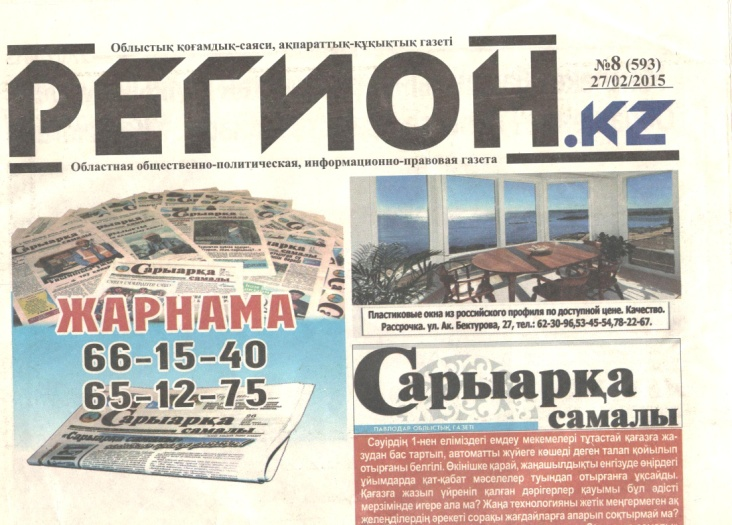 Облыстық қоғамдық-саяси, ақпараттық-құқықтық газеті
РЕГИОН.KZ
№8 (593)
27/02/2015
Областная общественно-политическая, информационно-правовая газета
Сарыарқа
самалы
ЖАРНАМА
66-15-40
65-12-75
Сарыарқа
самалы
Пластиковые окна из российского профиля по доступной цене. Качество.
Рассрочка. ул. Ак. Бектурова, 27, тел.: 62-30-96,53-45-54,78-22-67.
Сарыарқа
самалы
ПАВЛОДАР ОБЛЫСТЫҚ ГАЗЕТІ
Сәуірдің 1-нен еліміздегі емдеу мекемелері тұтастай қағазға жа-
зудан бас тартып, автоматты жүйеге көшеді деген талап қойылып
отырғаны белгілі. Өкінішке қарай, жаңашылдықты енгізуде өңірдегі
ұйымдарда қат-қабат мәселелер туындап отырғанға ұқсайды.
Қағазға жазып үйреніп қалған дәрігерлер қауымы бұл әдісті
мерзімінде игере ала ма? Жаңа технологияны жетік меңгермеген ақ
желеңділердің әрекеті сорақы жағдайларға апарып соқтырмай ма?